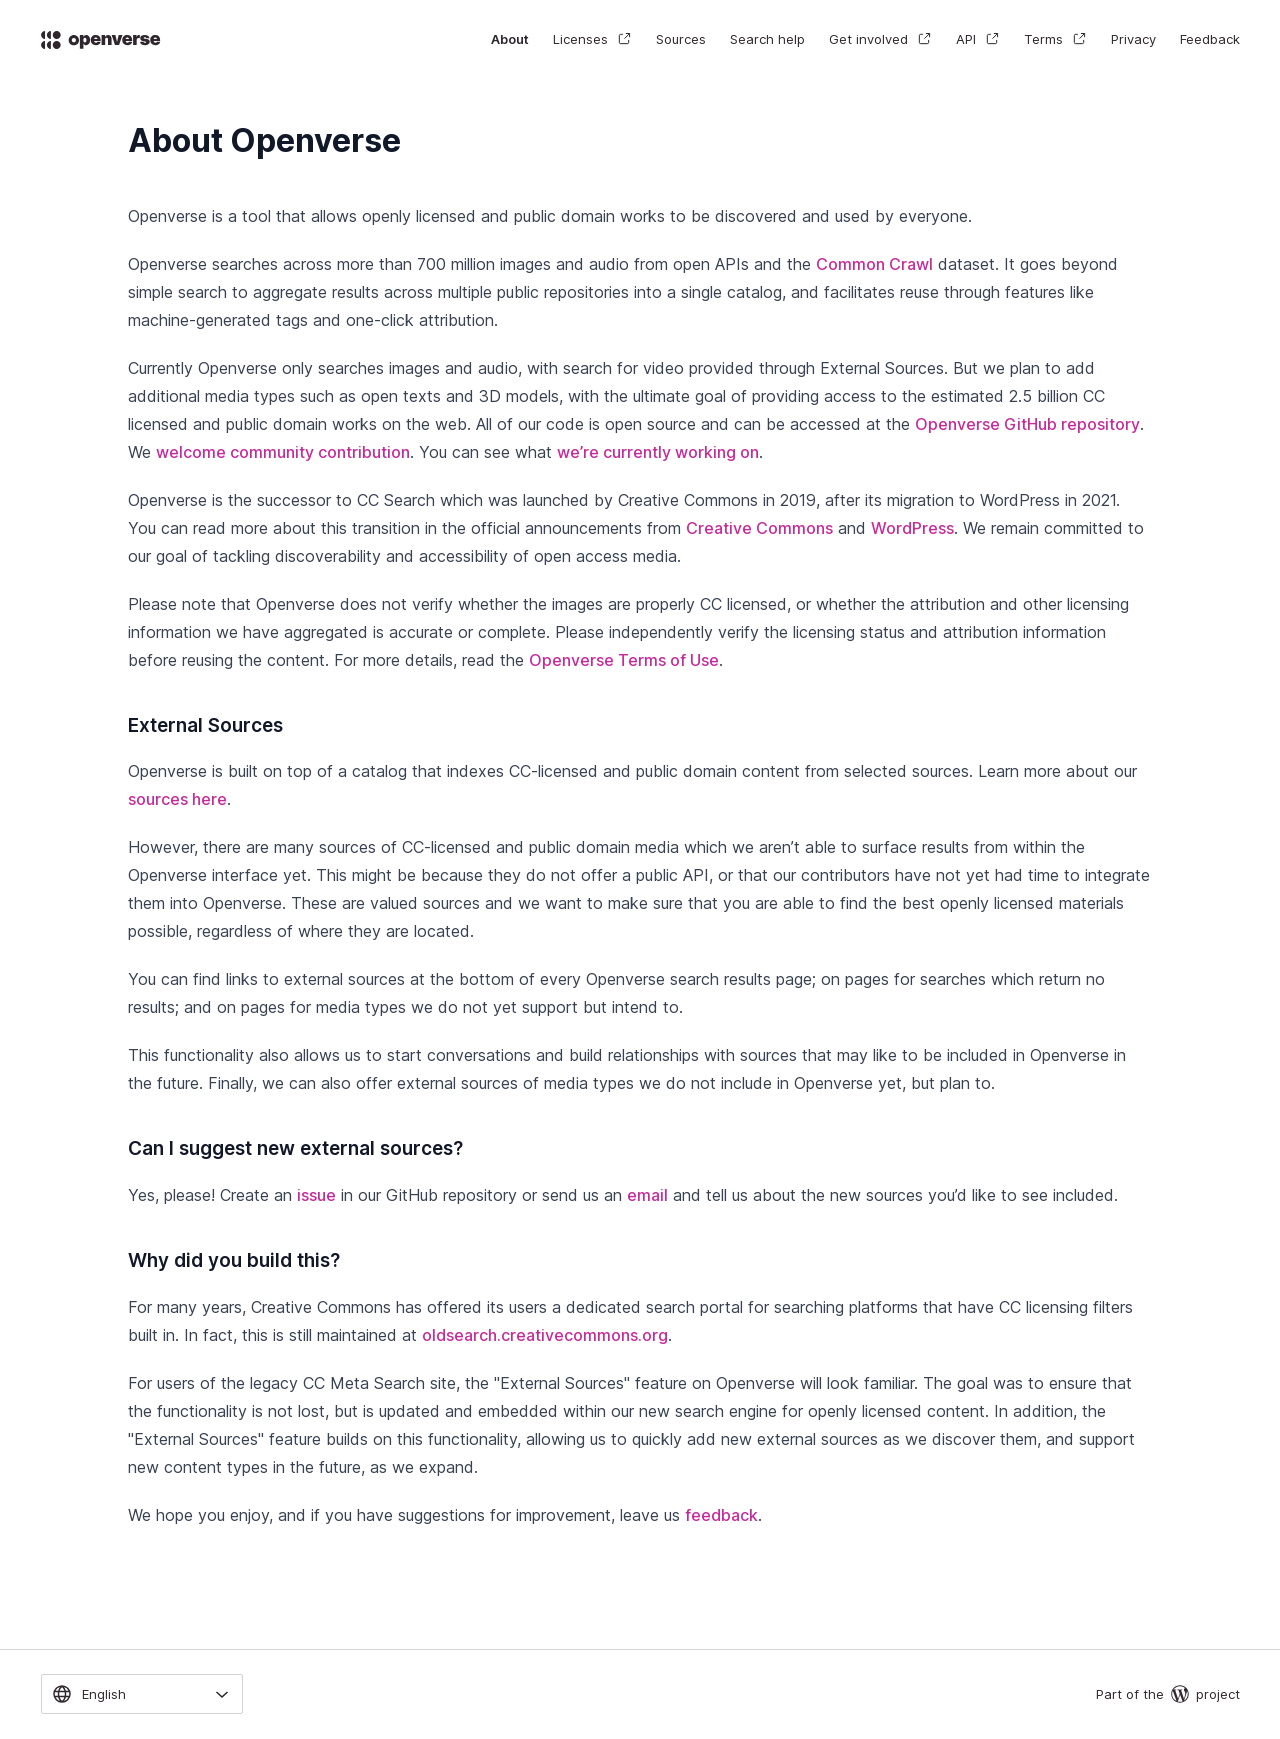 openverse
About Licenses Sources Search help Get involved API Terms Privacy Feedback
About Openverse
Openverse is a tool that allows openly licensed and public domain works to be discovered and used by everyone.
Openverse searches across more than 700 million images and audio from open APIs and the Common Crawl dataset. It goes beyond
simple search to aggregate results across multiple public repositories into a single catalog, and facilitates reuse through features like
machine-generated tags and one-click attribution.
Currently Openverse only searches images and audio, with search for video provided through External Sources. But we plan to add
additional media types such as open texts and 3D models, with the ultimate goal of providing access to the estimated 2.5 billion CC
licensed and public domain works on the web. All of our code is open source and can be accessed at the Openverse GitHub repository.
We welcome community contribution. You can see what we’re currently working on.
Openverse is the successor to CC Search which was launched by Creative Commons in 2019, after its migration to WordPress in 2021.
You can read more about this transition in the official announcements from Creative Commons and WordPress. We remain committed to
our goal of tackling discoverability and accessibility of open access media.
Please note that Openverse does not verify whether the images are properly CC licensed, or whether the attribution and other licensing
information we have aggregated is accurate or complete. Please independently verify the licensing status and attribution information
before reusing the content. For more details, read the Openverse Terms of Use.
External Sources
Openverse is built on top of a catalog that indexes CC-licensed and public domain content from selected sources. Learn more about our
sources here.
However, there are many sources of CC-licensed and public domain media which we aren’t able to surface results from within the
Openverse interface yet. This might be because they do not offer a public API, or that our contributors have not yet had time to integrate
them into Openverse. These are valued sources and we want to make sure that you are able to find the best openly licensed materials
possible, regardless of where they are located.
You can find links to external sources at the bottom of every Openverse search results page; on pages for searches which return no
results; and on pages for media types we do not yet support but intend to.
This functionality also allows us to start conversations and build relationships with sources that may like to be included in Openverse in
the future. Finally, we can also offer external sources of media types we do not include in Openverse yet, but plan to.
Can I suggest new external sources?
Yes, please! Create an issue in our GitHub repository or send us an email and tell us about the new sources you’d like to see included.
Why did you build this?
For many years, Creative Commons has offered its users a dedicated search portal for searching platforms that have CC licensing filters
built in. In fact, this is still maintained at oldsearch.creativecommons.org.
For users of the legacy CC Meta Search site, the "External Sources" feature on Openverse will look familiar. The goal was to ensure that
the functionality is not lost, but is updated and embedded within our new search engine for openly licensed content. In addition, the
"External Sources" feature builds on this functionality, allowing us to quickly add new external sources as we discover them, and support
new content types in the future, as we expand.
We hope you enjoy, and if you have suggestions for improvement, leave us feedback.
English
Part of the project